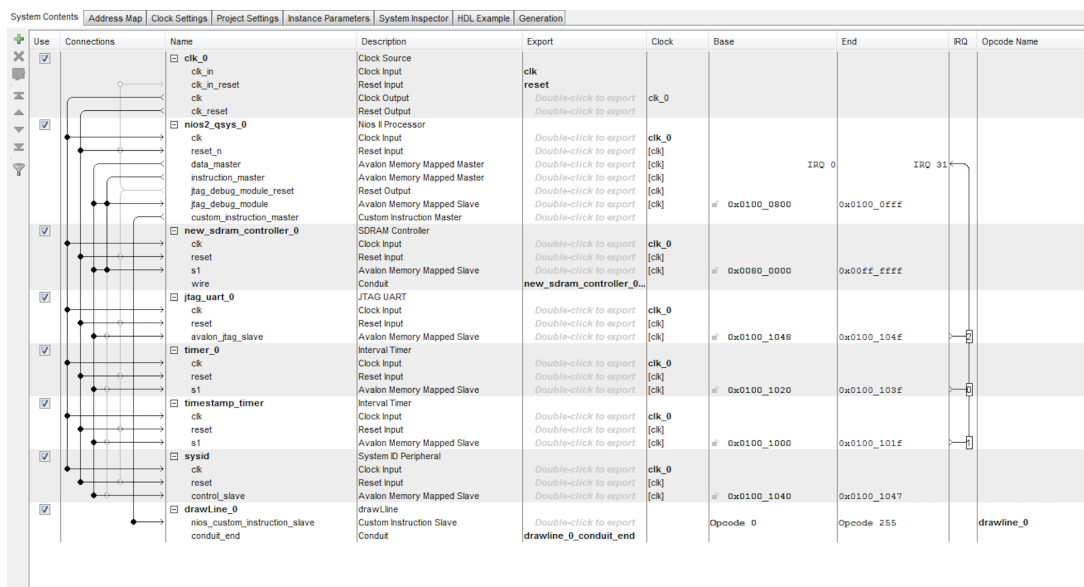 System Contents Address Map Clock Settings Project Settings Instance Parameters System Inspector HDL Example Generation
Use Connections Name Description Export Clock Base End IRQ Opcode Name
clk_0 Clock Source
clk_in Clock Input clk
clk_in_reset Reset Input reset
clk Clock Output Double-click to export clk_0
clk_reset Reset Output Double-click to export
nios2_qsys_0 Nios II Processor
clk Clock Input Double-click to export clk_0
reset_n Reset Input Double-click to export [clk]
data_master Avalon Memory Mapped Master Double-click to export [clk] IRQ 0 IRQ 31
instruction_master Avalon Memory Mapped Master Double-click to export [clk]
jtag_debug_module_reset Reset Output Double-click to export [clk]
jtag_debug_module Avalon Memory Mapped Slave Double-click to export [clk] 0x0100_0800 0x0100_0fff
custom_instruction_master Custom Instruction Master Double-click to export
new_sdram_controller_0 SDRAM Controller
clk Clock Input Double-click to export clk_0
reset Reset Input Double-click to export [clk]
s1 Avalon Memory Mapped Slave Double-click to export [clk] 0x0080_0000 0x00ff_ffff
wire Conduit new_sdram_controller_0...
jtag_uart_0 JTAG UART
clk Clock Input Double-click to export clk_0
reset Reset Input Double-click to export [clk]
avalon_jtag_slave Avalon Memory Mapped Slave Double-click to export [clk] 0x0100_1048 0x0100_104f 2
timer_0 Interval Timer
clk Clock Input Double-click to export clk_0
reset Reset Input Double-click to export [clk]
s1 Avalon Memory Mapped Slave Double-click to export [clk] 0x0100_1020 0x0100_103f 0
timestamp_timer Interval Timer
clk Clock Input Double-click to export clk_0
reset Reset Input Double-click to export [clk]
s1 Avalon Memory Mapped Slave Double-click to export [clk] 0x0100_1000 0x0100_101f 1
sysid System ID Peripheral
clk Clock Input Double-click to export clk_0
reset Reset Input Double-click to export [clk]
control_slave Avalon Memory Mapped Slave Double-click to export [clk] 0x0100_1040 0x0100_1047
drawLine_0 drawLline
nios_custom_instruction_slave Custom Instruction Slave Double-click to export Opcode 0 Opcode 255 drawline_0
conduit_end Conduit drawline_0_conduit_end